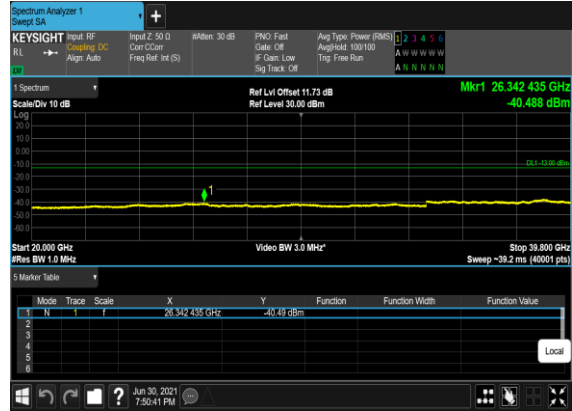 Spectrum Analyzer 1
Swept SA
KEYSIGHT Input: RF Input Z: 50 Ω #Atten: 30 dB PNO: Fast Avg Type: Power (RMS) 1 2 3 4 5 6
RL Coupling: DC Corr CCorr Gate: Off Avg|Hold: 100/100 A W W W W W
Align: Auto Freq Ref: Int (S) IF Gain: Low Trig: Free Run
LW Sig Track: Off A N N N N N
1 Spectrum Ref Lvl Offset 11.73 dB Mkr1 26.342 435 GHz
Scale/Div 10 dB Ref Level 30.00 dBm -40.488 dBm
Log
20.0
10.0
0.00
-10.0
DL1 -13.00 dBm
-20.0
-30.0
1
-40.0
-50.0
-60.0
Start 20.000 GHz Video BW 3.0 MHz* Stop 39.800 GHz
#Res BW 1.0 MHz Sweep ~39.2 ms (40001 pts)
5 Marker Table
Mode Trace Scale X Y Function Function Width Function Value
1 N 1 f 26.342 435 GHz -40.49 dBm
2
3
4
5
6
Local
? Jun 30, 2021
7:50:41 PM